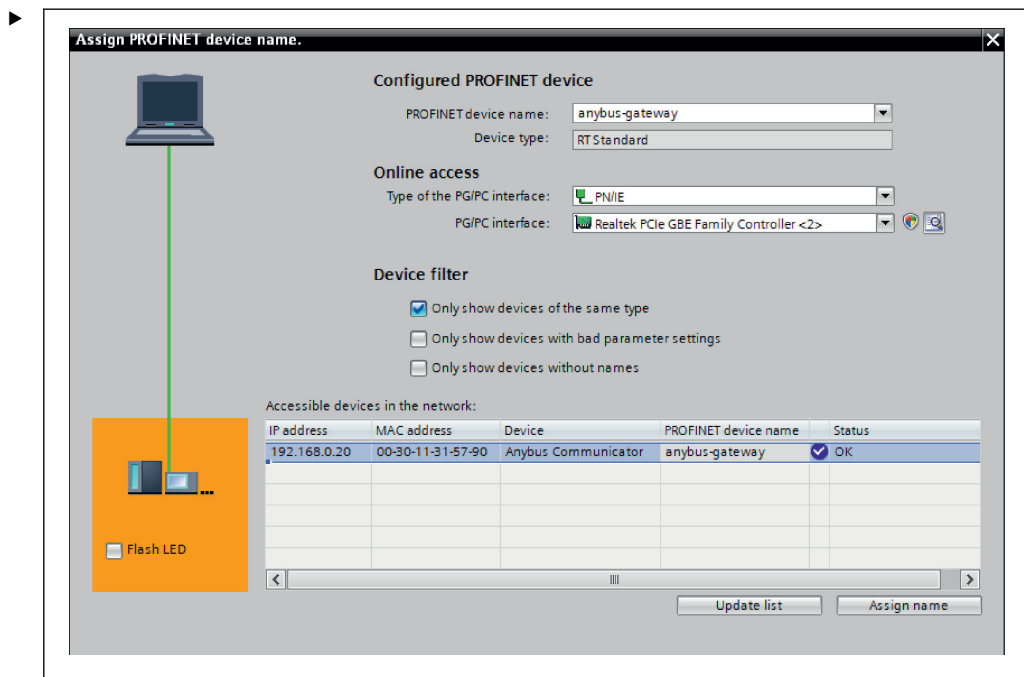 Assign PROFINET device name.
Configured PROFINET device
PROFINET device name: anybus-gateway
Device type: RT Standard
Online access
Type of the PG/PC interface: PN/IE
PG/PC interface: Realtek PCIe GBE Family Controller <2>
Device filter
Only show devices of the same type
Only show devices with bad parameter settings
Only show devices without names
Accessible devices in the network:
IP address MAC address Device PROFINET device name Status
192.168.0.20 00-30-11-31-57-90 Anybus Communicator anybus-gateway OK
Flash LED
Update list Assign name